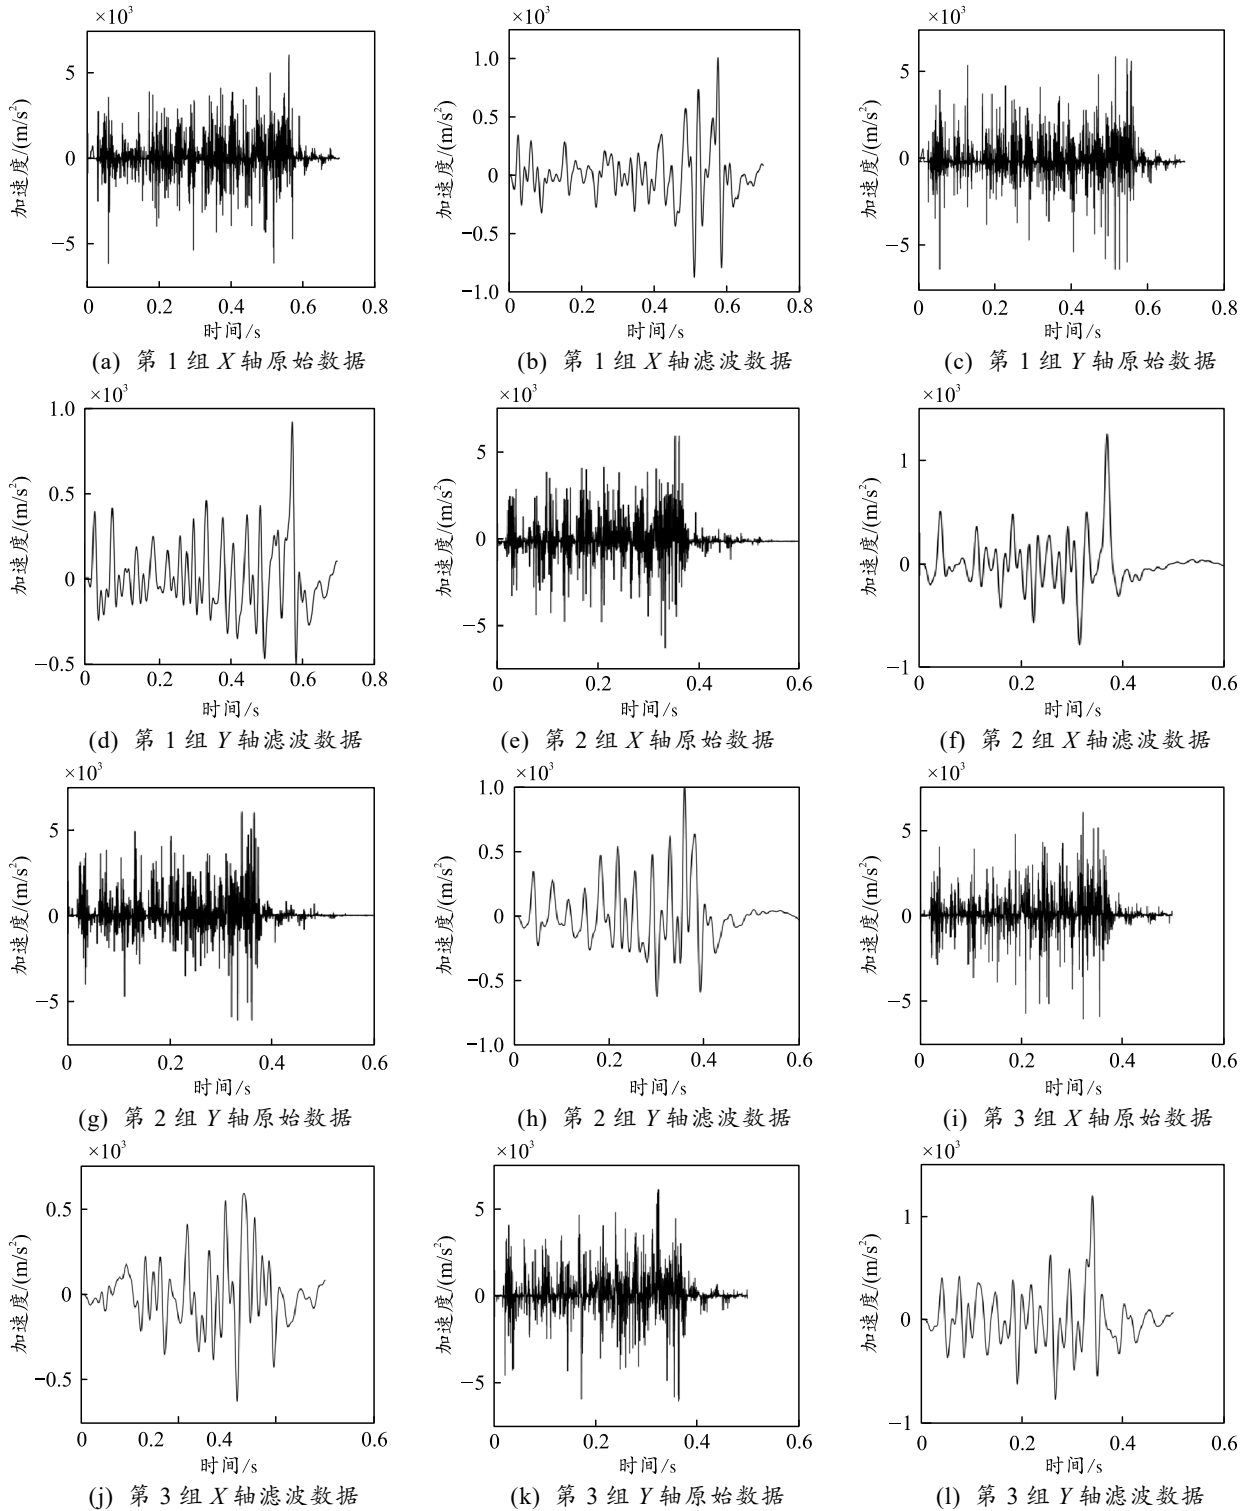 ×10³
5
0
−5
加速度/(m/s²)
0
0.2
0.4
0.6
0.8
时间/s
(a) 第 1 组 X 轴原始数据
×10³
1.0
0.5
0
−0.5
−1.0
加速度/(m/s²)
0
0.2
0.4
0.6
0.8
时间/s
(b) 第 1 组 X 轴滤波数据
×10³
5
0
−5
加速度/(m/s²)
0
0.2
0.4
0.6
0.8
时间/s
(c) 第 1 组 Y 轴原始数据
×10³
1.0
0.5
0
−0.5
加速度/(m/s²)
0
0.2
0.4
0.6
0.8
时间/s
(d) 第 1 组 Y 轴滤波数据
×10³
5
0
−5
加速度/(m/s²)
0
0.2
0.4
0.6
时间/s
(e) 第 2 组 X 轴原始数据
×10³
1
0
−1
加速度/(m/s²)
0
0.2
0.4
0.6
时间/s
(f) 第 2 组 X 轴滤波数据
×10³
5
0
−5
加速度/(m/s²)
0
0.2
0.4
0.6
时间/s
(g) 第 2 组 Y 轴原始数据
×10³
1.0
0.5
0
−0.5
−1.0
加速度/(m/s²)
0
0.2
0.4
0.6
时间/s
(h) 第 2 组 Y 轴滤波数据
×10³
5
0
−5
加速度/(m/s²)
0
0.2
0.4
0.6
时间/s
(i) 第 3 组 X 轴原始数据
×10³
0.5
0
−0.5
加速度/(m/s²)
0
0.2
0.4
0.6
时间/s
(j) 第 3 组 X 轴滤波数据
×10³
5
0
−5
加速度/(m/s²)
0
0.2
0.4
0.6
时间/s
(k) 第 3 组 Y 轴原始数据
×10³
1
0
−1
加速度/(m/s²)
0
0.2
0.4
0.6
时间/s
(l) 第 3 组 Y 轴滤波数据